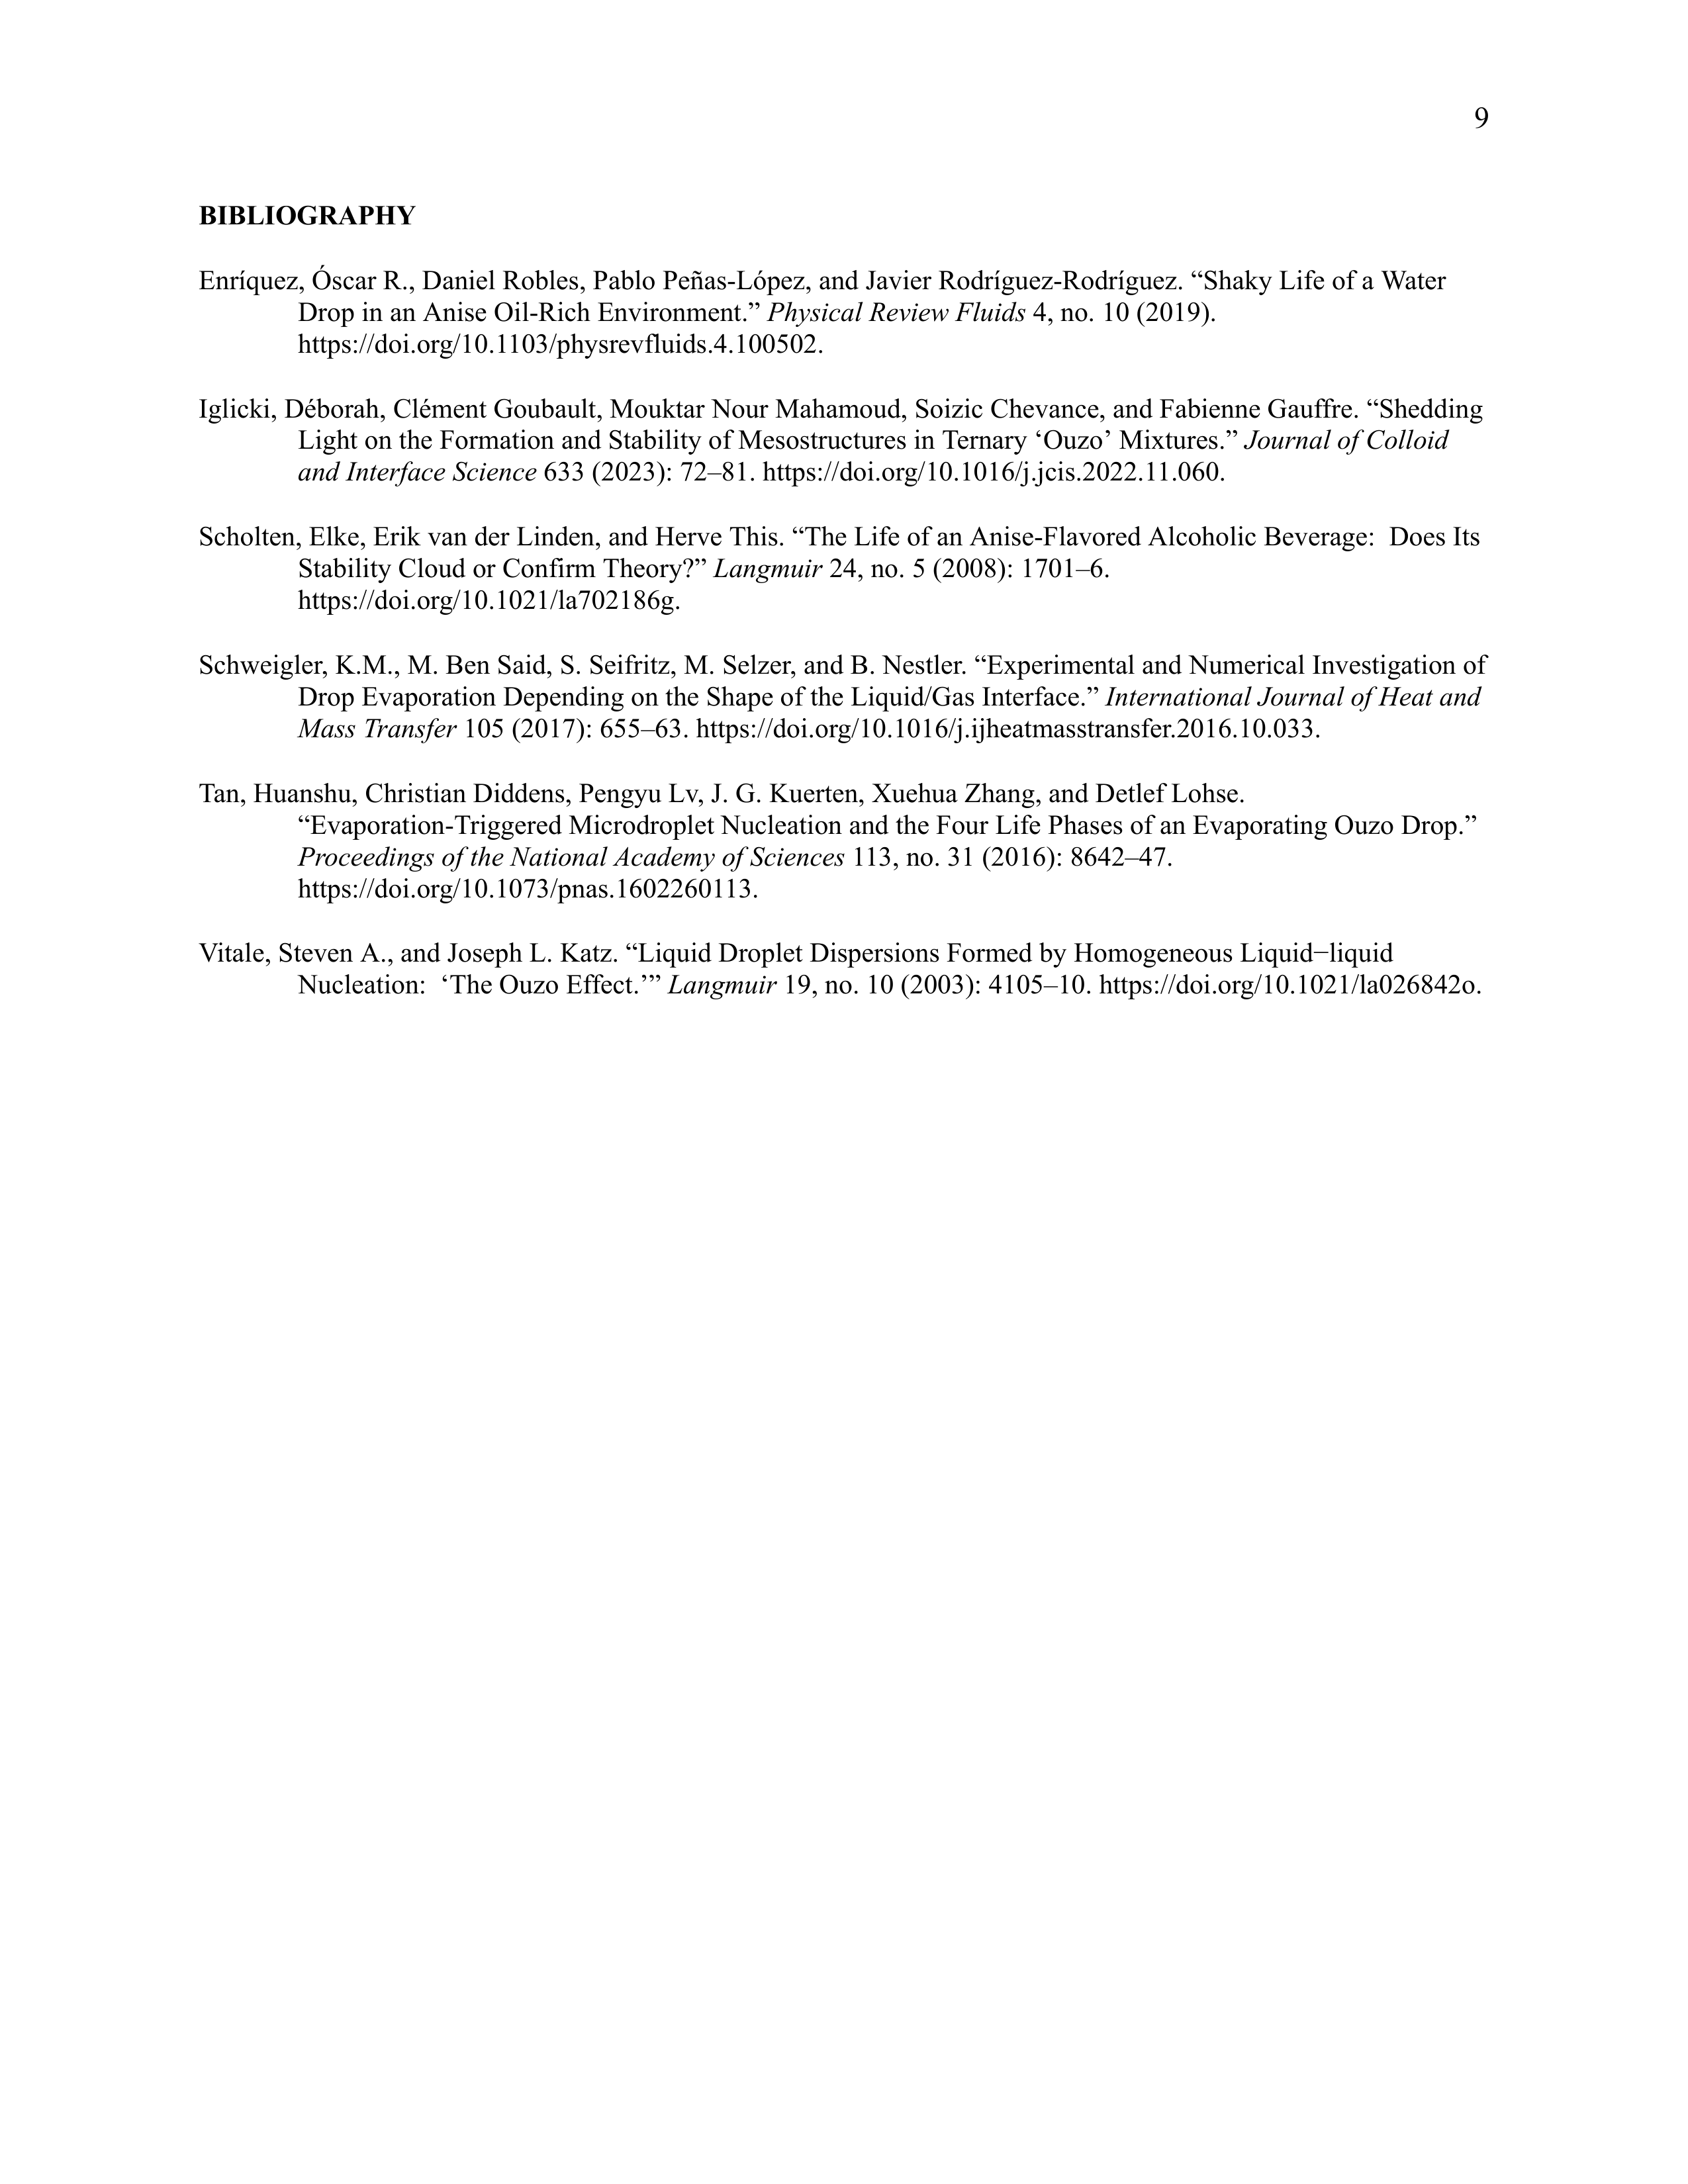 9
BIBLIOGRAPHY
Enríquez, Óscar R., Daniel Robles, Pablo Peñas-López, and Javier Rodríguez-Rodríguez. “Shaky Life of a Water
Drop in an Anise Oil-Rich Environment.” Physical Review Fluids 4, no. 10 (2019).
https://doi.org/10.1103/physrevfluids.4.100502.
Iglicki, Déborah, Clément Goubault, Mouktar Nour Mahamoud, Soizic Chevance, and Fabienne Gauffre. “Shedding
Light on the Formation and Stability of Mesostructures in Ternary ‘Ouzo’ Mixtures.” Journal of Colloid
and Interface Science 633 (2023): 72–81. https://doi.org/10.1016/j.jcis.2022.11.060.
Scholten, Elke, Erik van der Linden, and Herve This. “The Life of an Anise-Flavored Alcoholic Beverage:  Does Its
Stability Cloud or Confirm Theory?” Langmuir 24, no. 5 (2008): 1701–6.
https://doi.org/10.1021/la702186g.
Schweigler, K.M., M. Ben Said, S. Seifritz, M. Selzer, and B. Nestler. “Experimental and Numerical Investigation of
Drop Evaporation Depending on the Shape of the Liquid/Gas Interface.” International Journal of Heat and
Mass Transfer 105 (2017): 655–63. https://doi.org/10.1016/j.ijheatmasstransfer.2016.10.033.
Tan, Huanshu, Christian Diddens, Pengyu Lv, J. G. Kuerten, Xuehua Zhang, and Detlef Lohse.
“Evaporation-Triggered Microdroplet Nucleation and the Four Life Phases of an Evaporating Ouzo Drop.”
Proceedings of the National Academy of Sciences 113, no. 31 (2016): 8642–47.
https://doi.org/10.1073/pnas.1602260113.
Vitale, Steven A., and Joseph L. Katz. “Liquid Droplet Dispersions Formed by Homogeneous Liquid−liquid
Nucleation:  ‘The Ouzo Effect.’” Langmuir 19, no. 10 (2003): 4105–10. https://doi.org/10.1021/la026842o.